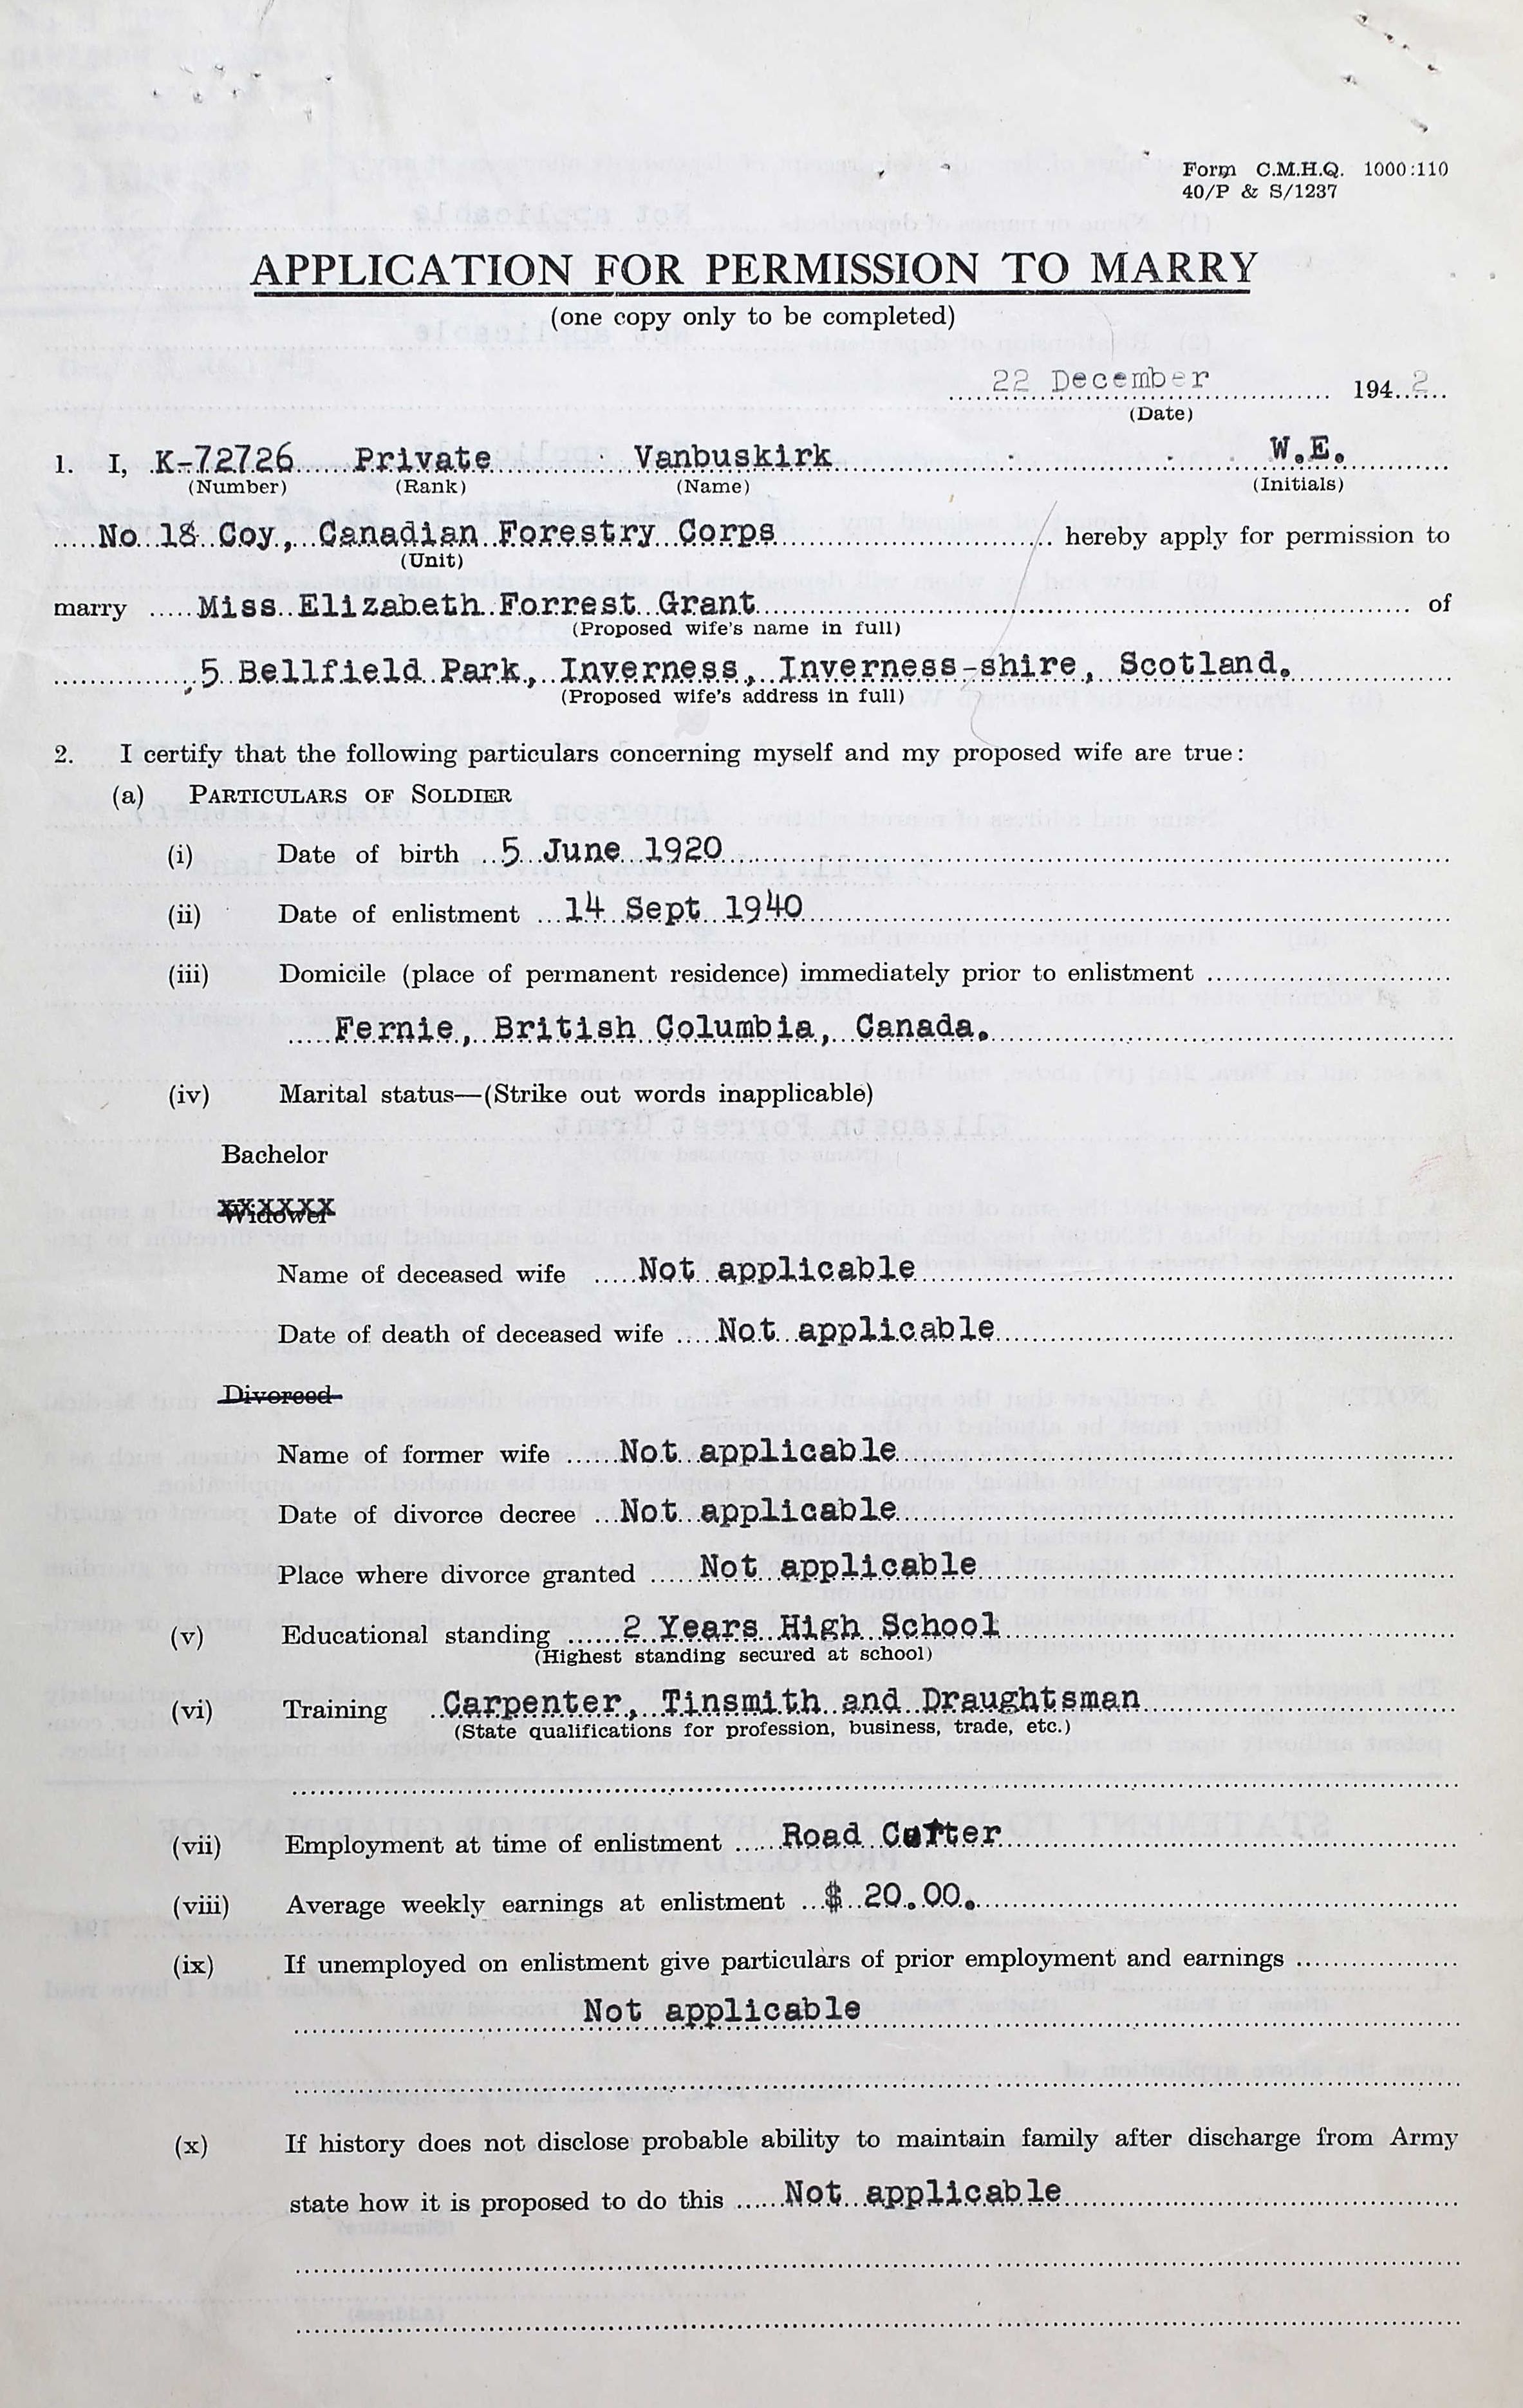 Form C.M.H.Q. 1000:110
40/P & S/1237
APPLICATION FOR PERMISSION TO MARRY
(one copy only to be completed)
22 December 1942
(Date)
1. I, K-72726 Private Vanbuskirk W.E.
(Number) (Rank) (Name) (Initials)
No 18 Coy, Canadian Forestry Corps hereby apply for permission to
(Unit)
marry Miss Elizabeth Forrest Grant of
(Proposed wife's name in full)
5 Bellfield Park, Inverness, Inverness-shire, Scotland.
(Proposed wife's address in full)
2. I certify that the following particulars concerning myself and my proposed wife are true:
(a) PARTICULARS OF SOLDIER
(i) Date of birth 5 June 1920
(ii) Date of enlistment 14 Sept 1940
(iii) Domicile (place of permanent residence) immediately prior to enlistment
Fernie, British Columbia, Canada.
(iv) Marital status—(Strike out words inapplicable)
Bachelor
XXXXXX
Widower
Name of deceased wife Not applicable
Date of death of deceased wife Not applicable
Divorced
Name of former wife Not applicable
Date of divorce decree Not applicable
Place where divorce granted Not applicable
(v) Educational standing 2 Years High School
(Highest standing secured at school)
(vi) Training Carpenter, Tinsmith and Draughtsman
(State qualifications for profession, business, trade, etc.)
(vii) Employment at time of enlistment Road Cutter
(viii) Average weekly earnings at enlistment $ 20.00.
(ix) If unemployed on enlistment give particulars of prior employment and earnings
Not applicable
(x) If history does not disclose probable ability to maintain family after discharge from Army
state how it is proposed to do this Not applicable